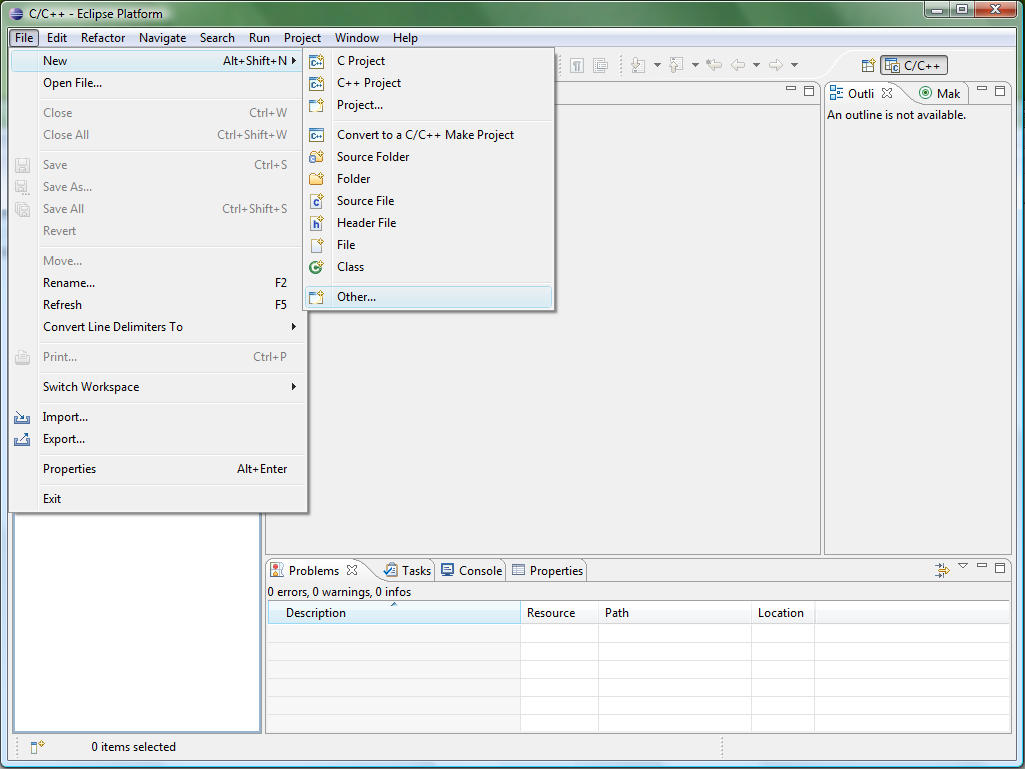 C/C++ - Eclipse Platform
File Edit Refactor Navigate Search Run Project Window Help
New Alt+Shift+N
Open File...
Close Ctrl+W
Close All Ctrl+Shift+W
Save Ctrl+S
Save As...
Save All Ctrl+Shift+S
Revert
Move...
Rename... F2
Refresh F5
Convert Line Delimiters To
Print... Ctrl+P
Switch Workspace
Import...
Export...
Properties Alt+Enter
Exit
C Project
C++ Project
Project...
Convert to a C/C++ Make Project
Source Folder
Folder
Source File
Header File
File
Class
Other...
C/C++
Outli Mak
An outline is not available.
Problems Tasks Console Properties
0 errors, 0 warnings, 0 infos
Description Resource Path Location
0 items selected